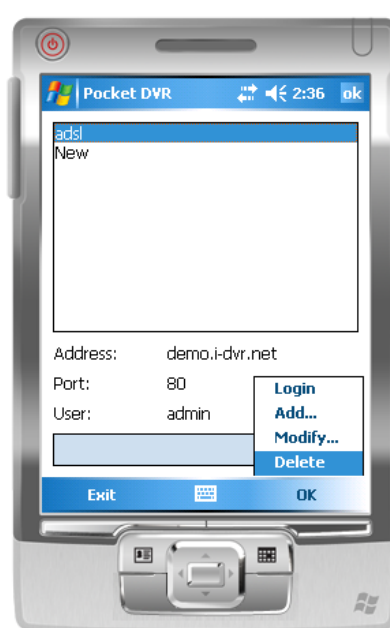 Pocket DVR 2:36 ok
adsl
New
Address: demo.i-dvr.net
Port: 80
User: admin
Login
Add...
Modify...
Delete
Exit OK